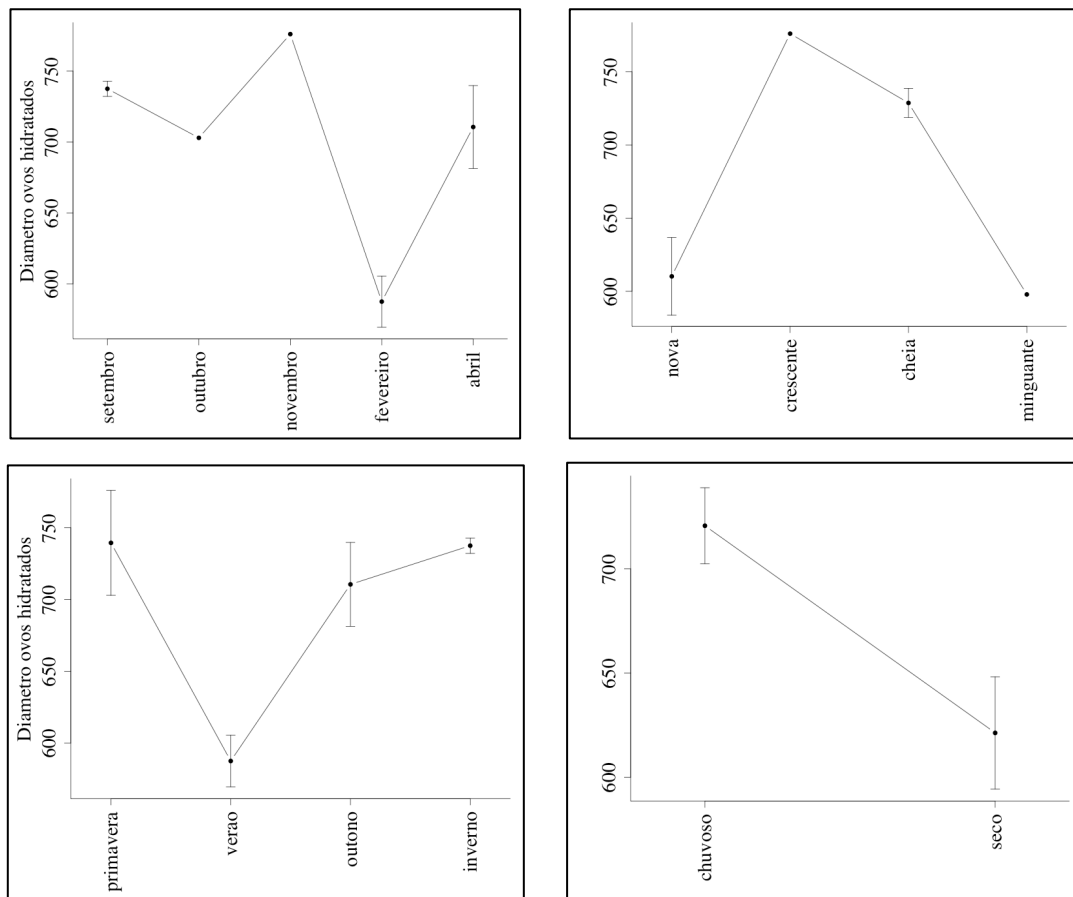 Diametro ovos hidratados
750
700
650
600
setembro
outubro
novembro
fevereiro
abril
750
700
650
600
nova
crescente
cheia
minguante
Diametro ovos hidratados
750
700
650
600
primavera
verao
outono
inverno
700
650
600
chuvoso
seco